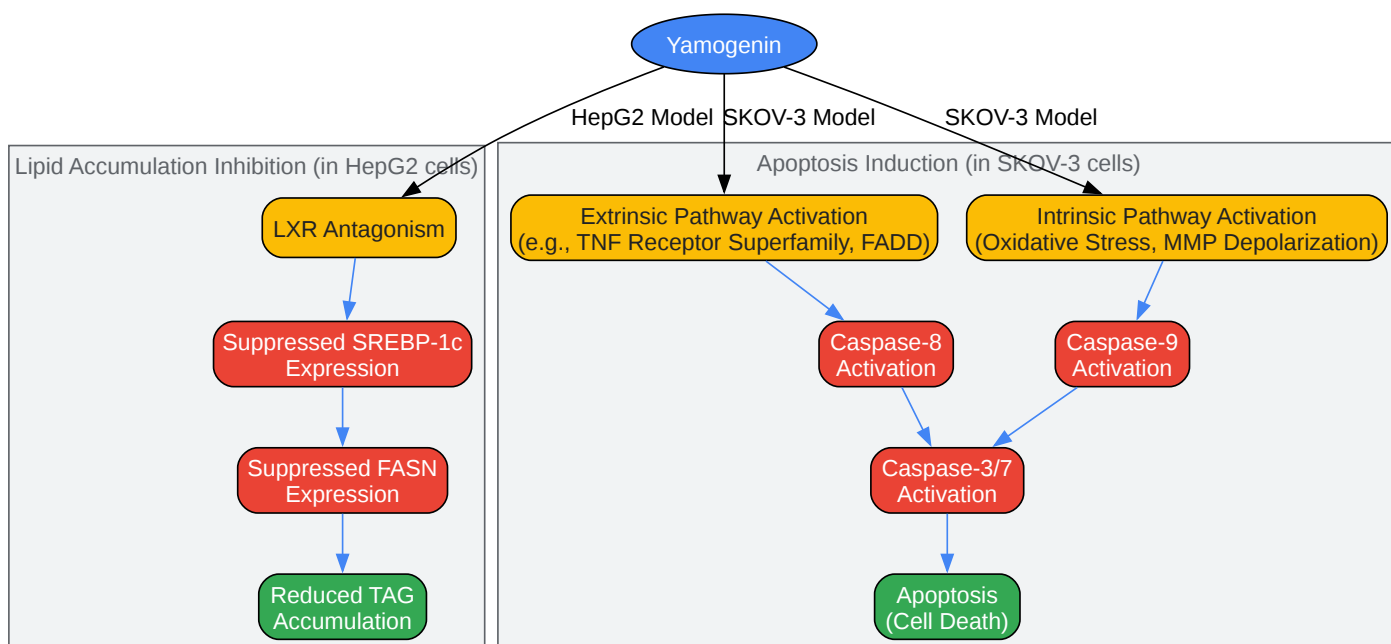 Yamogenin
HepG2 Model
SKOV-3 Model
SKOV-3 Model
Lipid Accumulation Inhibition (in HepG2 cells)
Apoptosis Induction (in SKOV-3 cells)
LXR Antagonism
Extrinsic Pathway Activation
(e.g., TNF Receptor Superfamily, FADD)
Intrinsic Pathway Activation
(Oxidative Stress, MMP Depolarization)
Suppressed SREBP-1c
Expression
Caspase-8
Activation
Caspase-9
Activation
Suppressed FASN
Expression
Caspase-3/7
Activation
Reduced TAG
Accumulation
Apoptosis
(Cell Death)